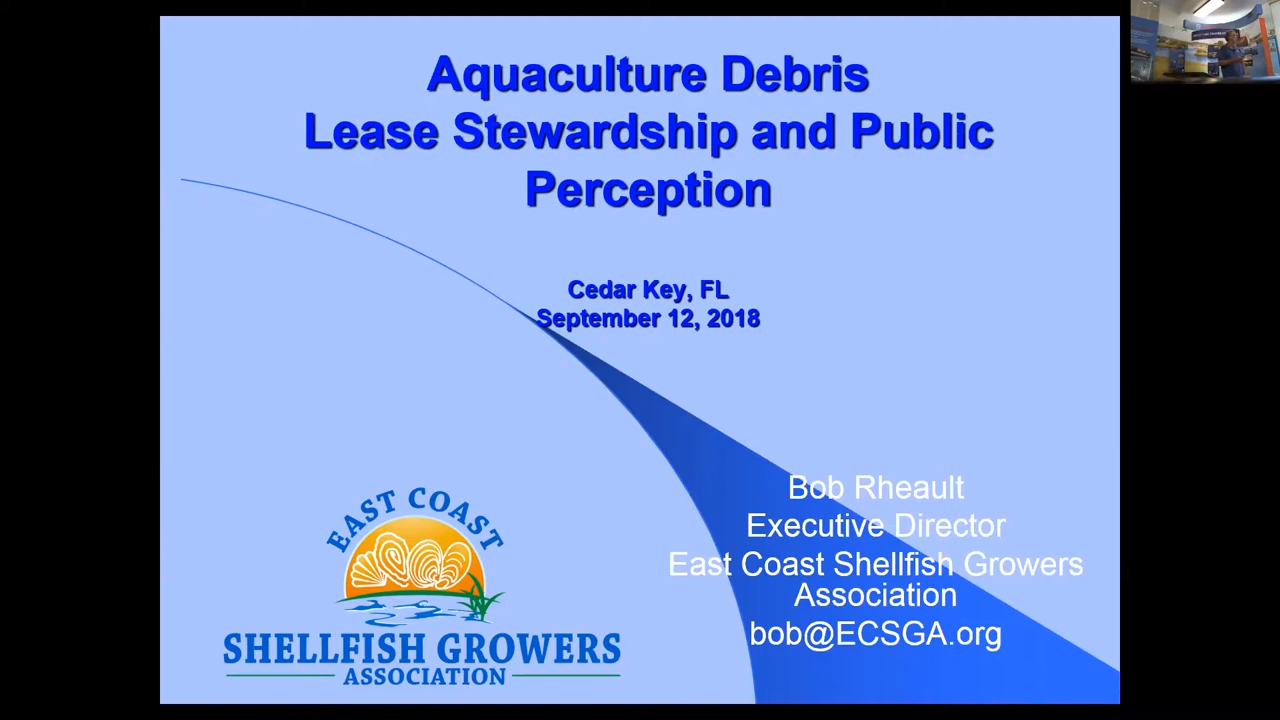 Aquaculture Debris
Lease Stewardship and Public
Perception
Cedar Key, FL
September 12, 2018
Bob Rheault
Executive Director
East Coast Shellfish Growers
Association
bob@ECSGA.org
EAST COAST
SHELLFISH GROWERS
ASSOCIATION